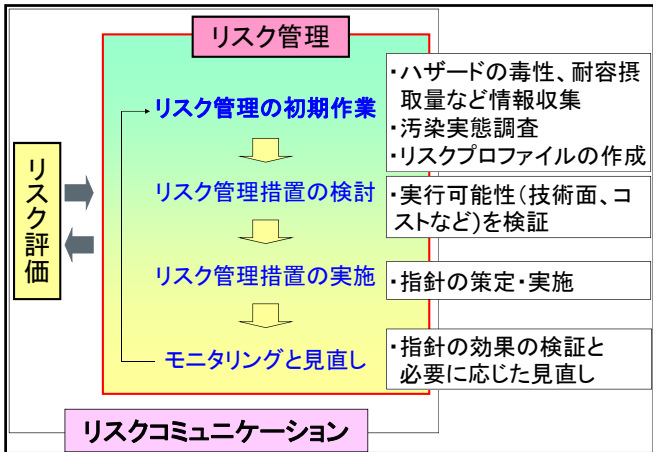 リスク管理
リスク管理の初期作業
・ハザードの毒性、耐容摂
取量など情報収集
・汚染実態調査
・リスクプロファイルの作成
リスク評価
リスク管理措置の検討
・実行可能性(技術面、コ
ストなど)を検証
リスク管理措置の実施
・指針の策定・実施
モニタリングと見直し
・指針の効果の検証と
必要に応じた見直し
リスクコミュニケーション